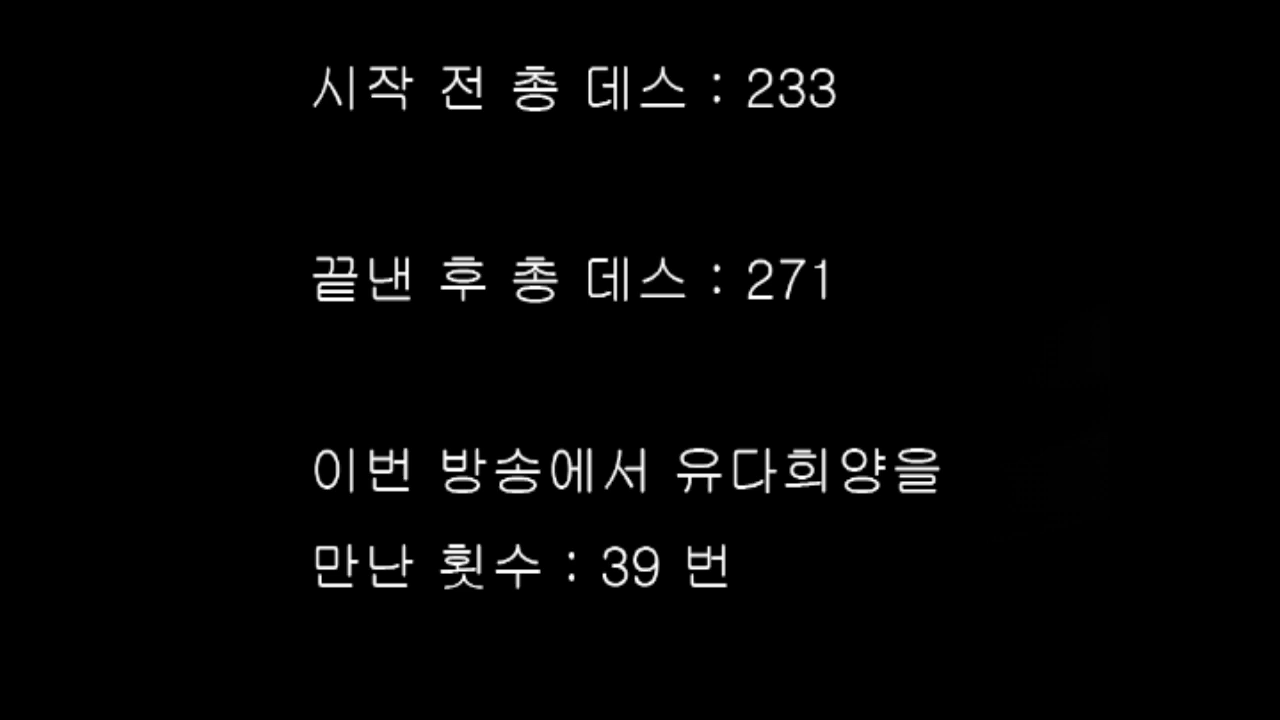 시작 전 총 데스 : 233
끝낸 후 총 데스 : 271
이번 방송에서 유다희양을
만난 횟수 : 39 번